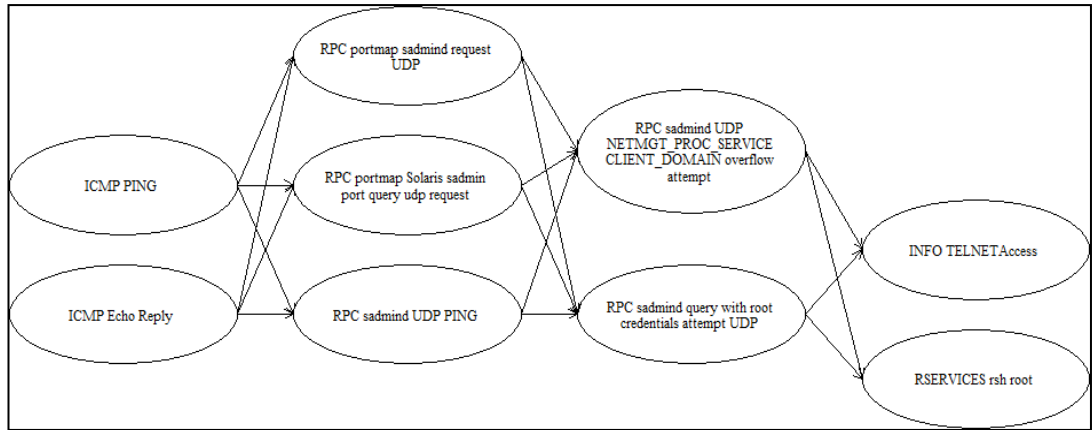 RPC portmap sadmind request
UDP
ICMP PING
RPC portmap Solaris sadmin
port query udp request
RPC sadmind UDP
NETMGT_PROC_SERVICE
CLIENT_DOMAIN overflow
attempt
INFO TELNETAccess
ICMP Echo Reply
RPC sadmind UDP PING
RPC sadmind query with root
credentials attempt UDP
RSERVICES rsh root